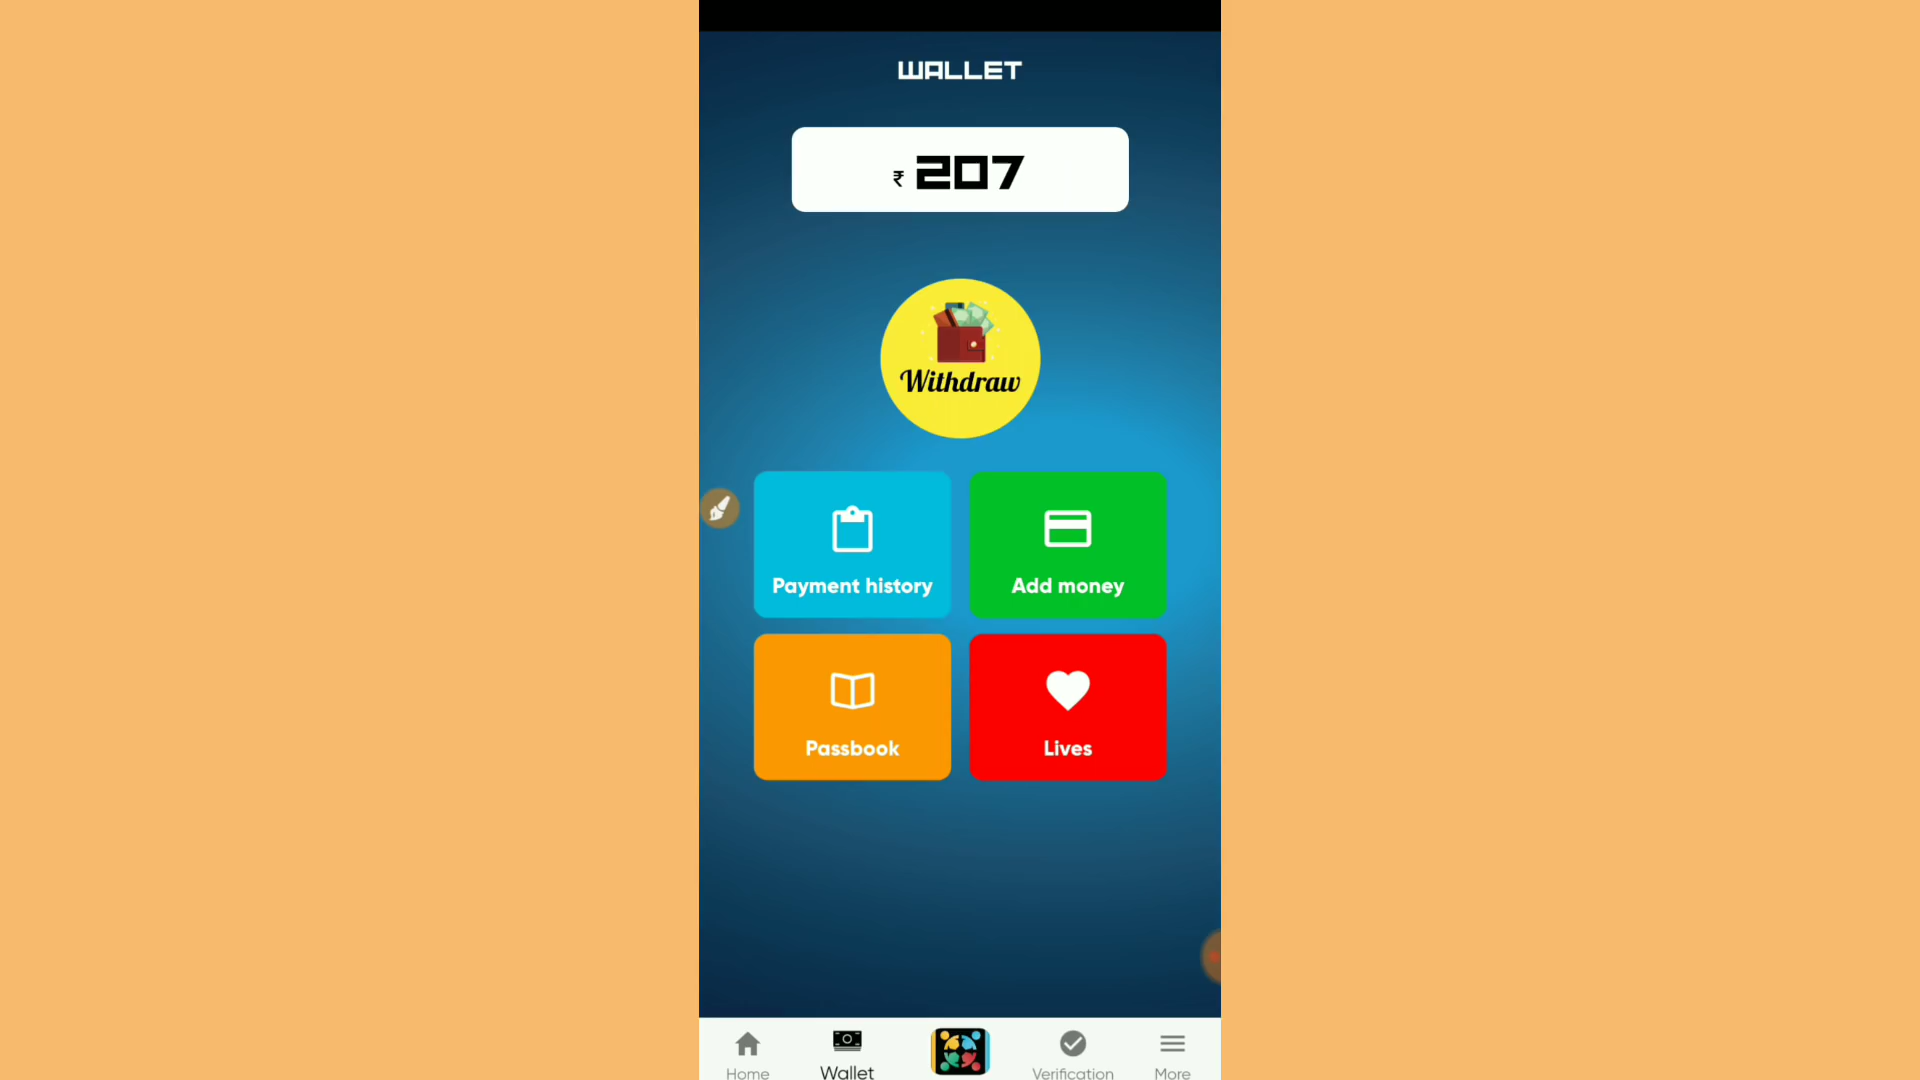 WALLET
₹ 207
Withdraw
Payment history
Add money
Passbook
Lives
Home
Wallet
Verification
More